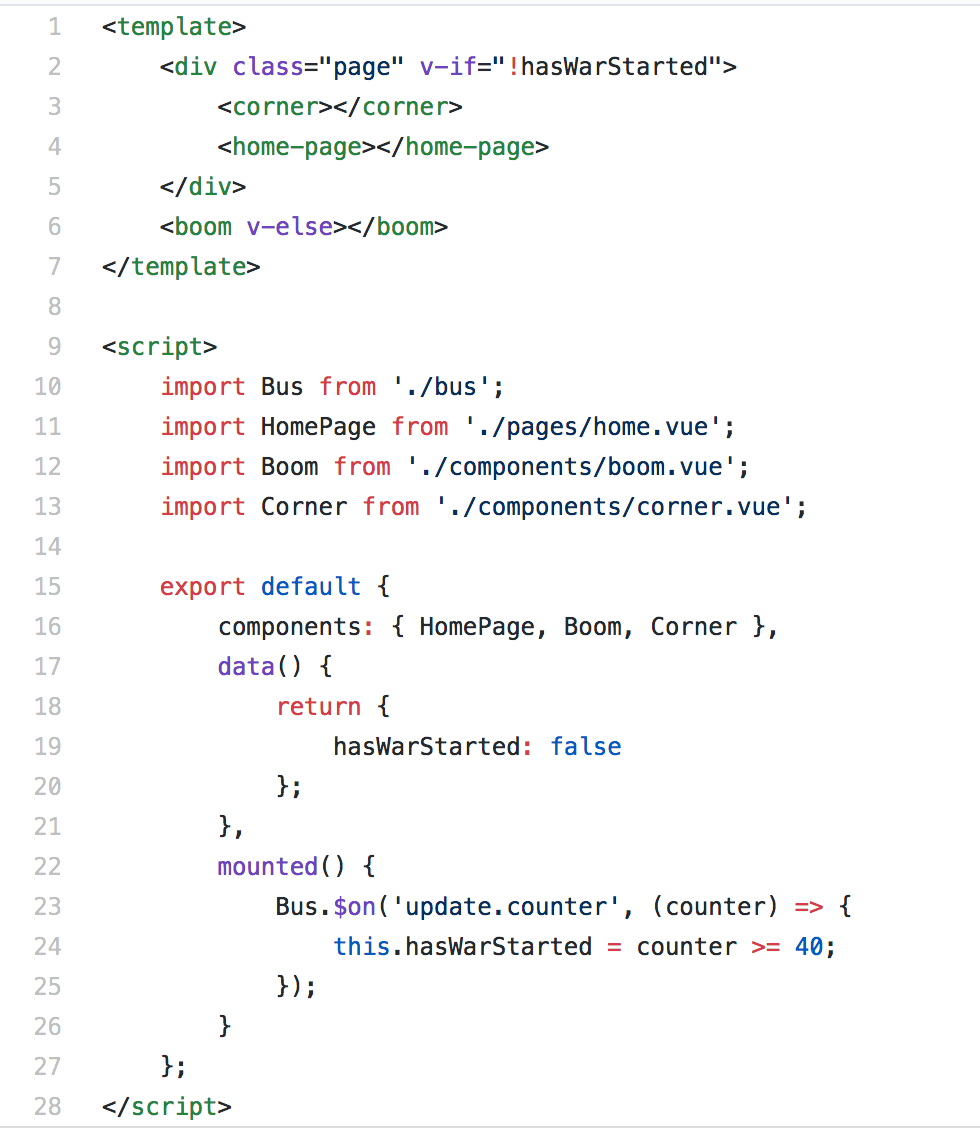 1 <template>
2     <div class="page" v-if="!hasWarStarted">
3         <corner></corner>
4         <home-page></home-page>
5     </div>
6     <boom v-else></boom>
7 </template>
8
9 <script>
10     import Bus from './bus';
11     import HomePage from './pages/home.vue';
12     import Boom from './components/boom.vue';
13     import Corner from './components/corner.vue';
14
15     export default {
16         components: { HomePage, Boom, Corner },
17         data() {
18             return {
19                 hasWarStarted: false
20             };
21         },
22         mounted() {
23             Bus.$on('update.counter', (counter) => {
24                 this.hasWarStarted = counter >= 40;
25             });
26         }
27     };
28 </script>